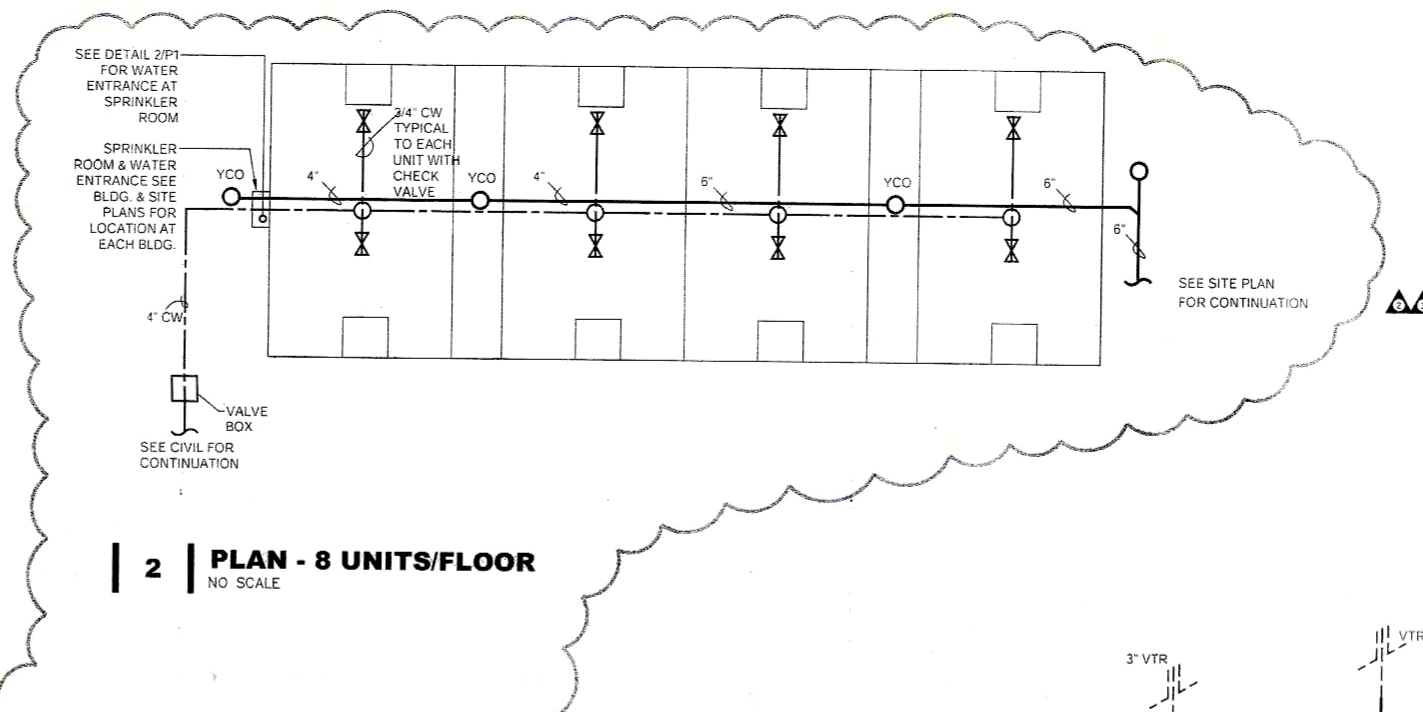 SEE DETAIL 2/P1
FOR WATER
ENTRANCE AT
SPRINKLER
ROOM
SPRINKLER
ROOM & WATER
ENTRANCE SEE
BLDG. & SITE
PLANS FOR
LOCATION AT
EACH BLDG.
YCO
4"
3/4" CW
TYPICAL
TO EACH
UNIT WITH
CHECK
VALVE
YCO
4"
6"
YCO
6"
6"
SEE SITE PLAN
FOR CONTINUATION
2
4" CW
VALVE
BOX
SEE CIVIL FOR
CONTINUATION
2 PLAN - 8 UNITS/FLOOR
NO SCALE
3" VTR
VTR